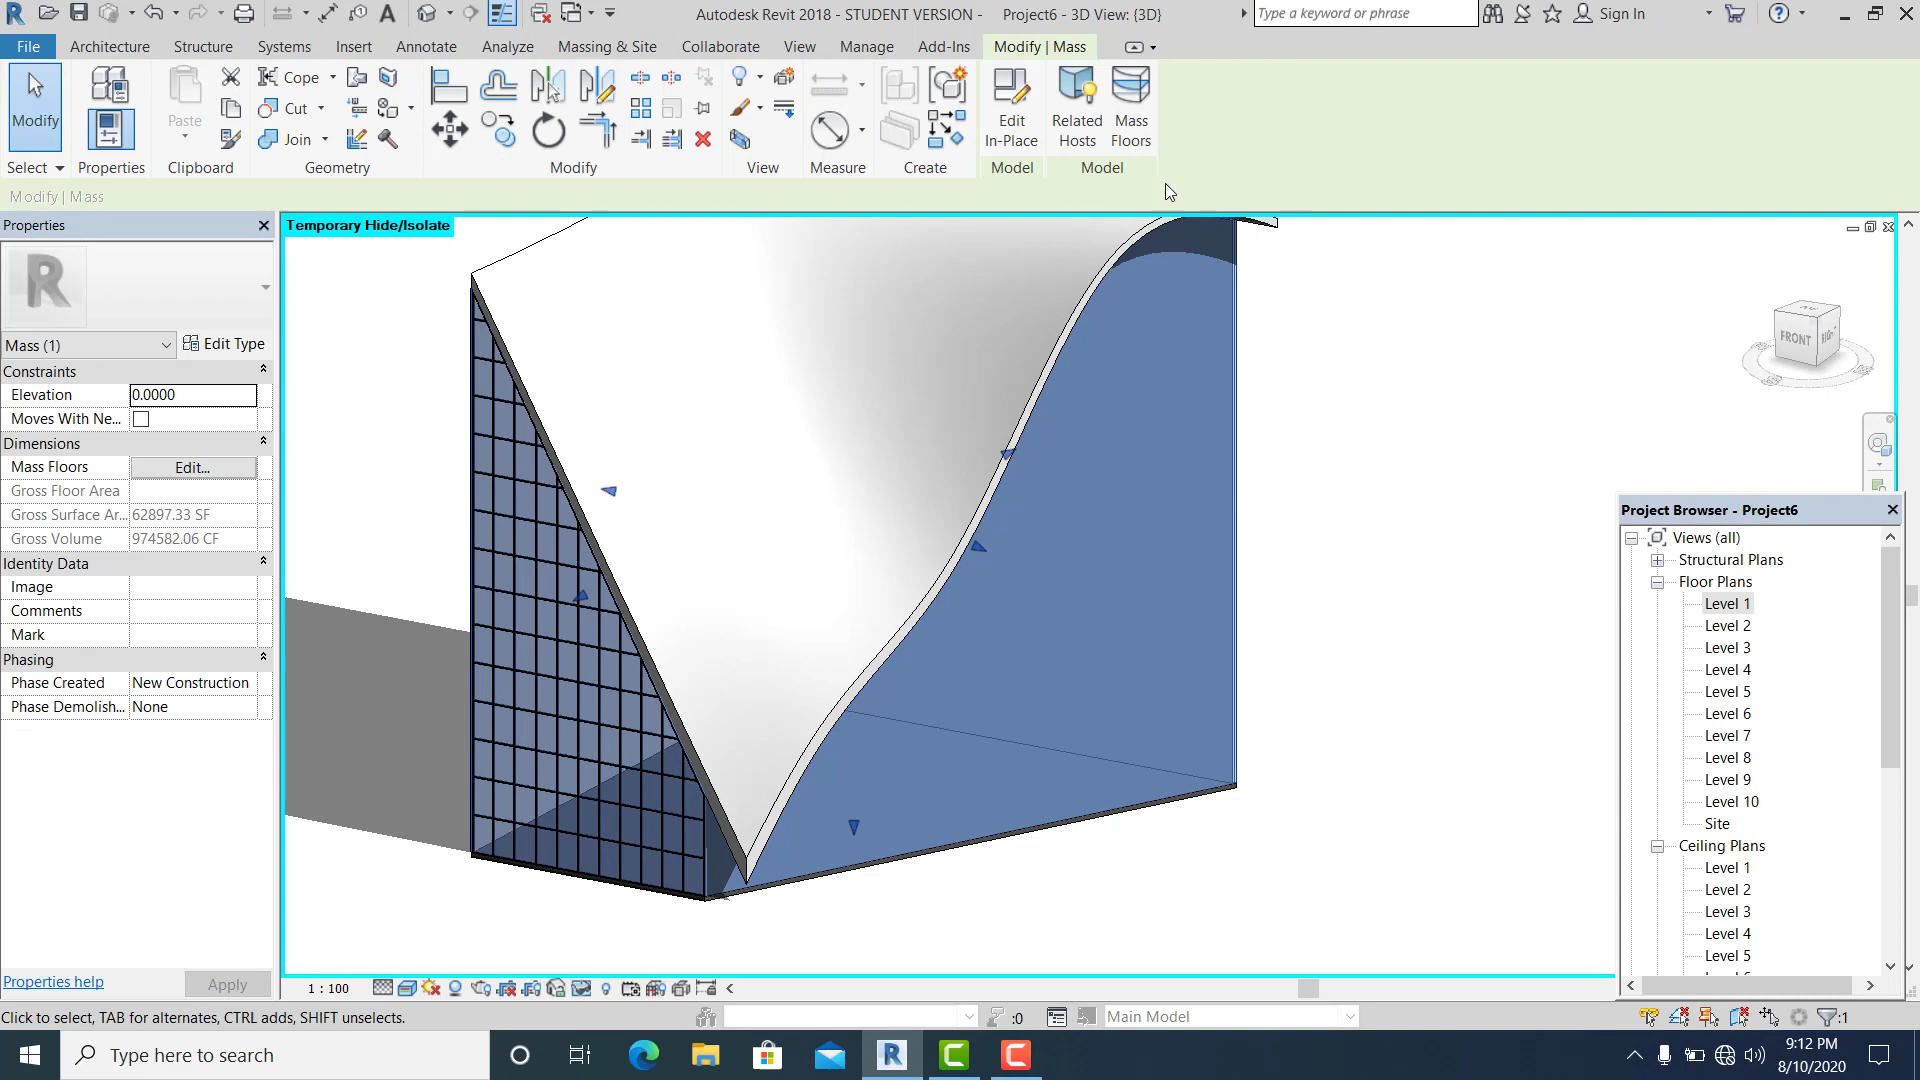 Autodesk Revit 2018 - STUDENT VERSION - Project6 - 3D View: {3D}
Type a keyword or phrase
Sign In
File Architecture Structure Systems Insert Annotate Analyze Massing & Site Collaborate View Manage Add-Ins Modify | Mass
Modify
Paste
Cope
Cut
Join
Edit
In-Place
Related
Hosts
Mass
Floors
Select Properties Clipboard Geometry Modify View Measure Create Model Model
Modify | Mass
Properties
Temporary Hide/Isolate
Mass (1)
Edit Type
Constraints
Elevation 0.0000
Moves With Ne...
Dimensions
Mass Floors Edit...
Gross Floor Area
Gross Surface Ar... 62897.33 SF
Gross Volume 974582.06 CF
Identity Data
Image
Comments
Mark
Phasing
Phase Created New Construction
Phase Demolish... None
Properties help
Apply
FRONT
Project Browser - Project6
Views (all)
Structural Plans
Floor Plans
Level 1
Level 2
Level 3
Level 4
Level 5
Level 6
Level 7
Level 8
Level 9
Level 10
Site
Ceiling Plans
Level 1
Level 2
Level 3
Level 4
Level 5
1 : 100
Click to select, TAB for alternates, CTRL adds, SHIFT unselects.
:0
Main Model
:1
Type here to search
9:12 PM
8/10/2020